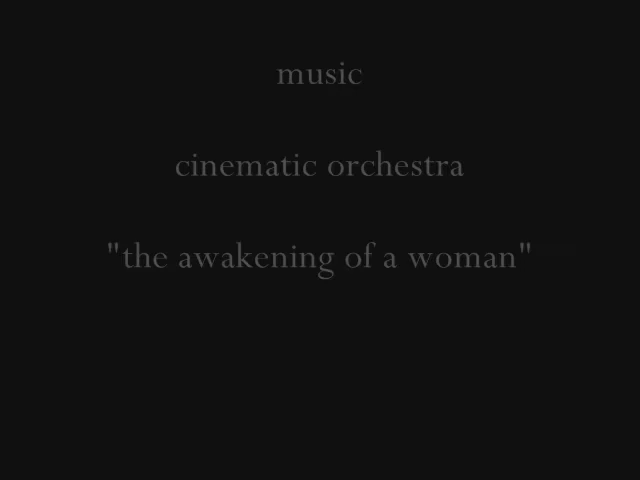 music
cinematic orchestra
"the awakening of a woman"